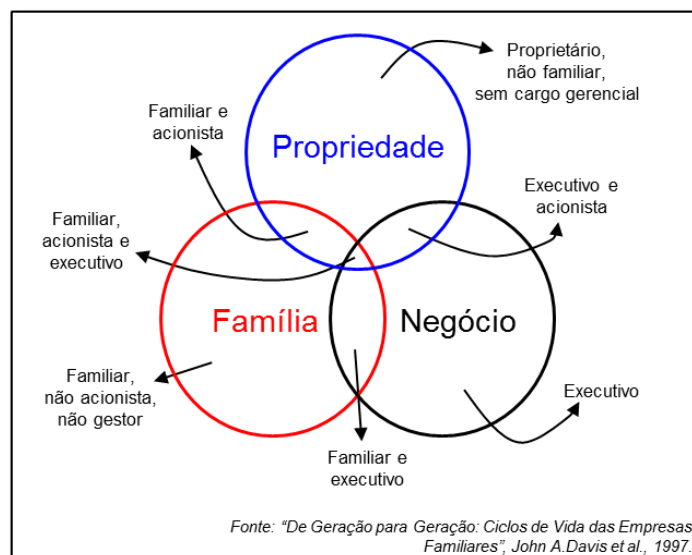 Proprietário,
não familiar,
sem cargo gerencial
Familiar e
acionista
Propriedade
Executivo e
acionista
Familiar,
acionista e
executivo
Família
Negócio
Familiar,
não acionista,
não gestor
Executivo
Familiar e
executivo
Fonte: “De Geração para Geração: Ciclos de Vida das Empresas
Familiares”, John A.Davis et al., 1997.